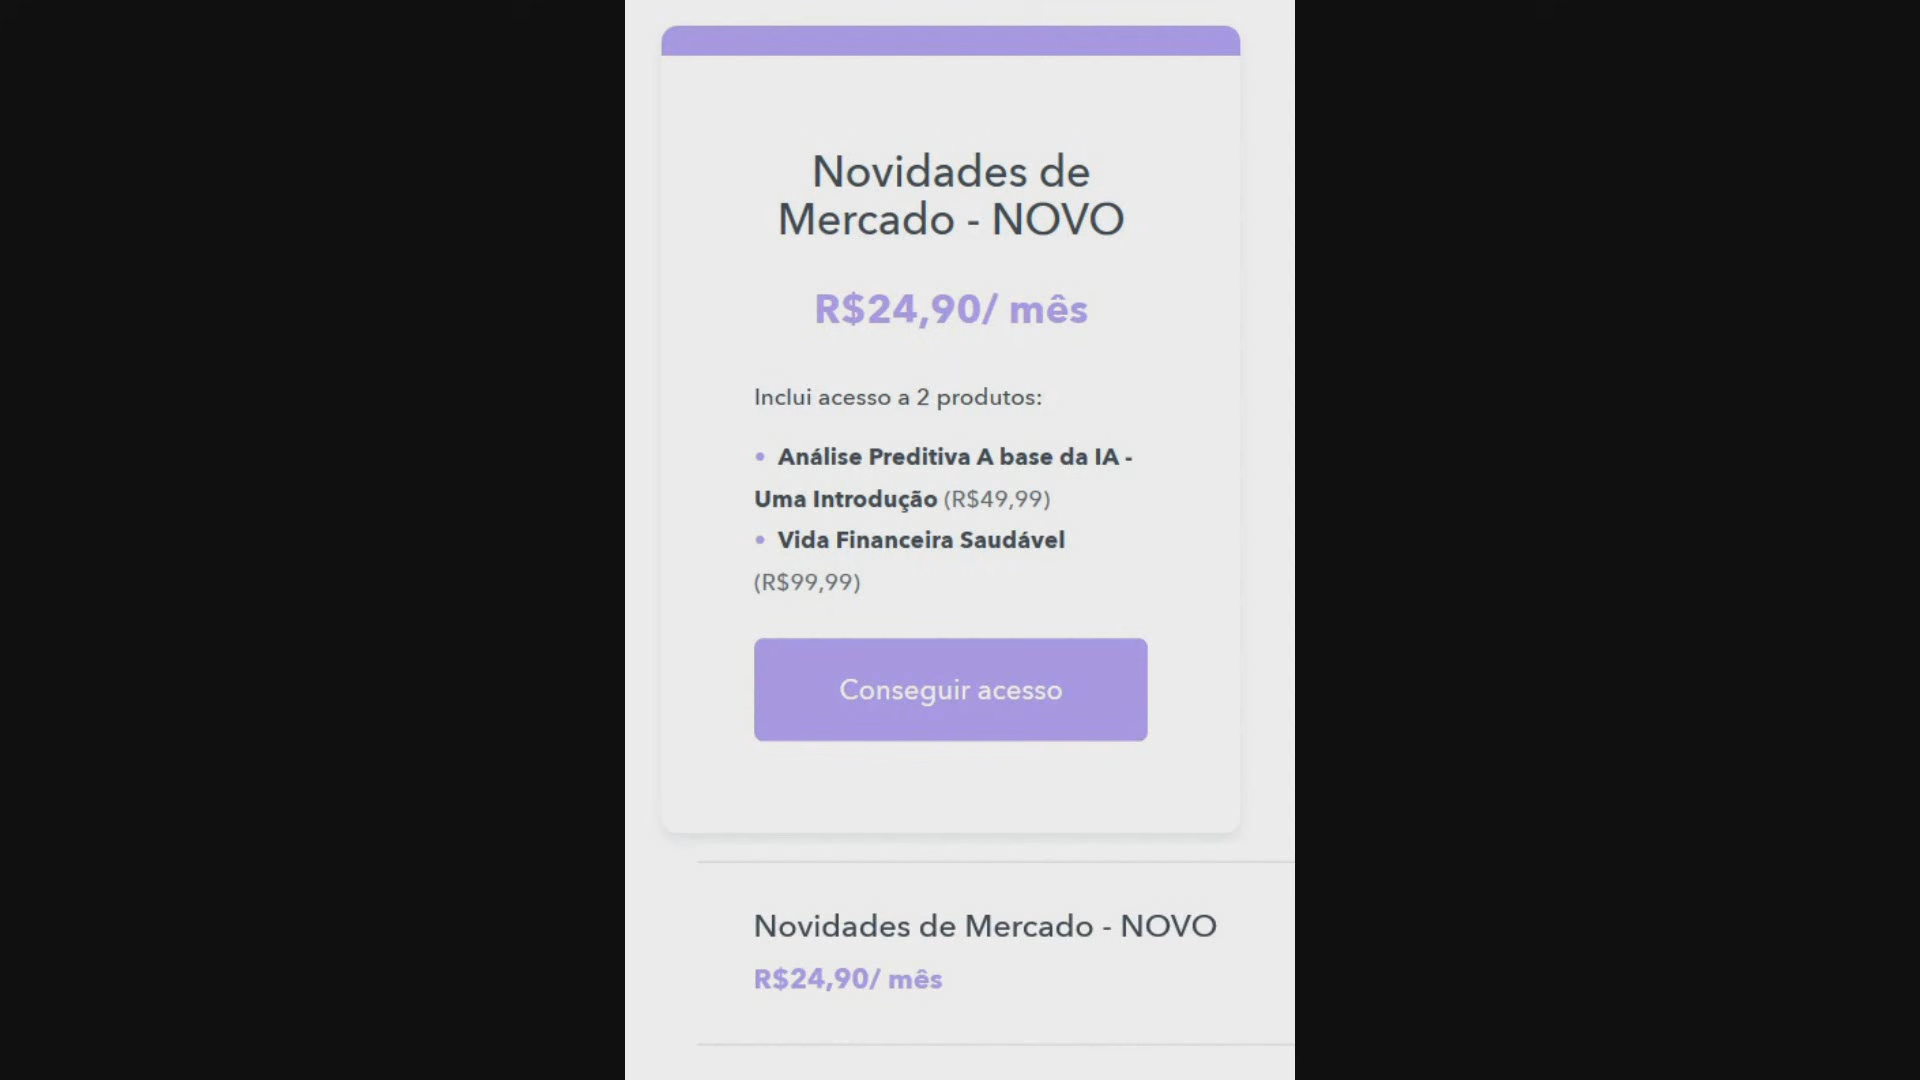 Novidades de
Mercado - NOVO
R$24,90/ mês
Inclui acesso a 2 produtos:
• Análise Preditiva A base da IA -
Uma Introdução (R$49,99)
• Vida Financeira Saudável
(R$99,99)
Conseguir acesso
Novidades de Mercado - NOVO
R$24,90/ mês